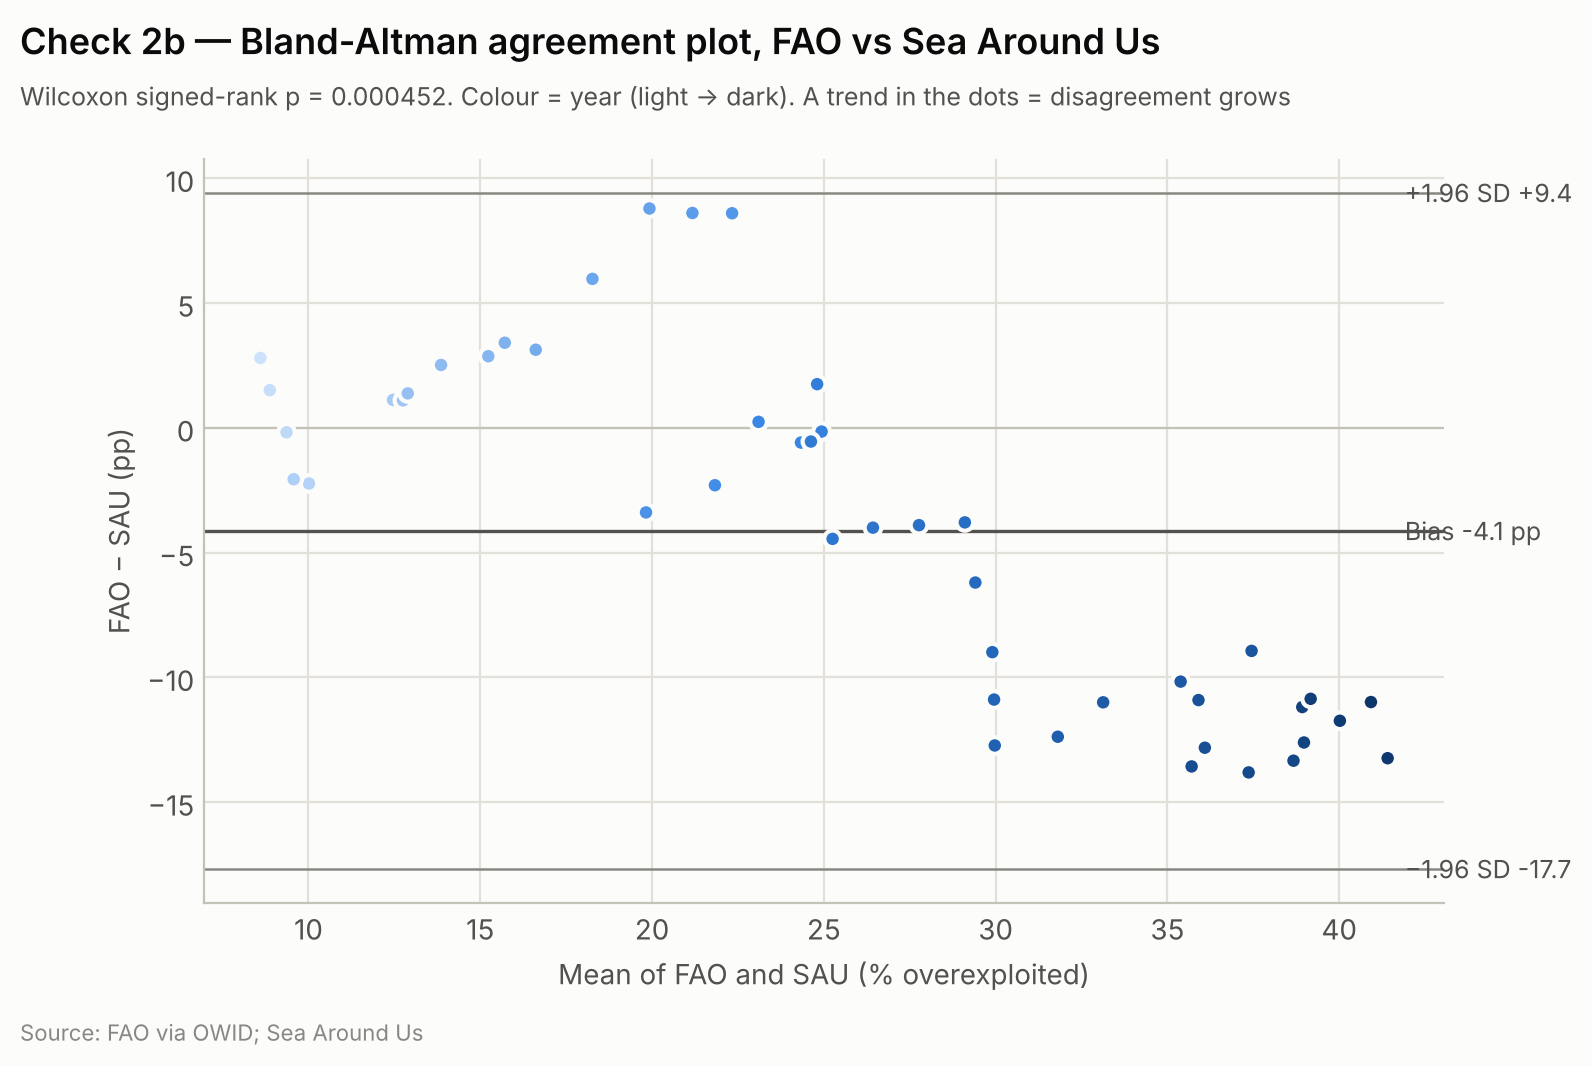 Check 2b — Bland-Altman agreement plot, FAO vs Sea Around Us
Wilcoxon signed-rank p = 0.000452. Colour = year (light → dark). A trend in the dots = disagreement grows
10
+1.96 SD +9.4
5
0
Bias -4.1 pp
−5
−10
−15
−1.96 SD -17.7
FAO − SAU (pp)
10 15 20 25 30 35 40
Mean of FAO and SAU (% overexploited)
Source: FAO via OWID; Sea Around Us